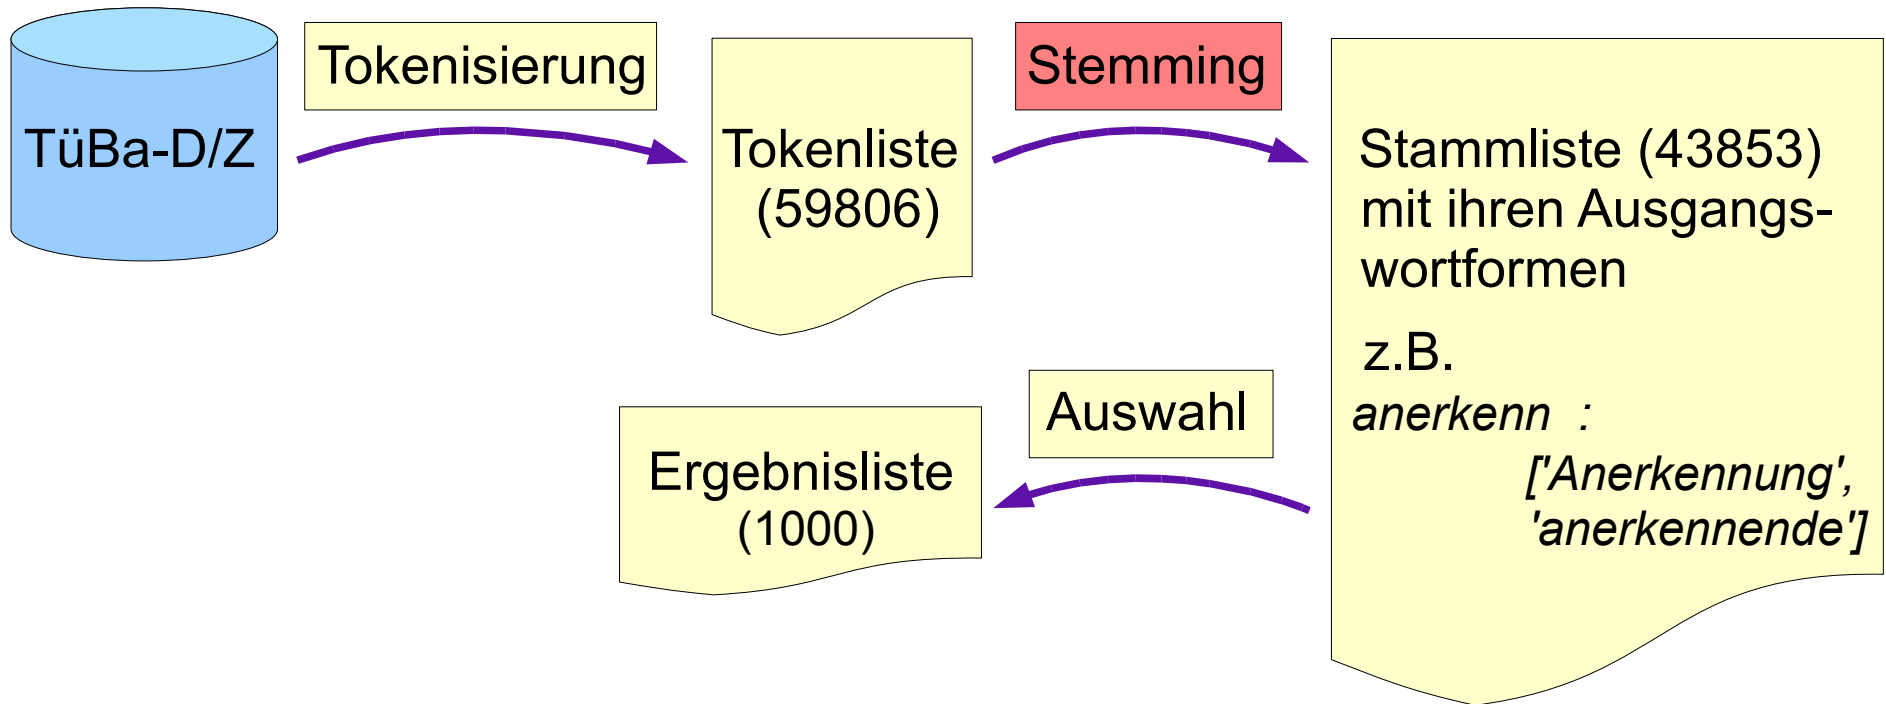 TüBa-D/Z
Tokenisierung
Tokenliste
(59806)
Stemming
Stammliste (43853)
mit ihren Ausgangs-
wortformen
z.B.
anerkenn :
['Anerkennung',
'anerkennende']
Auswahl
Ergebnisliste
(1000)